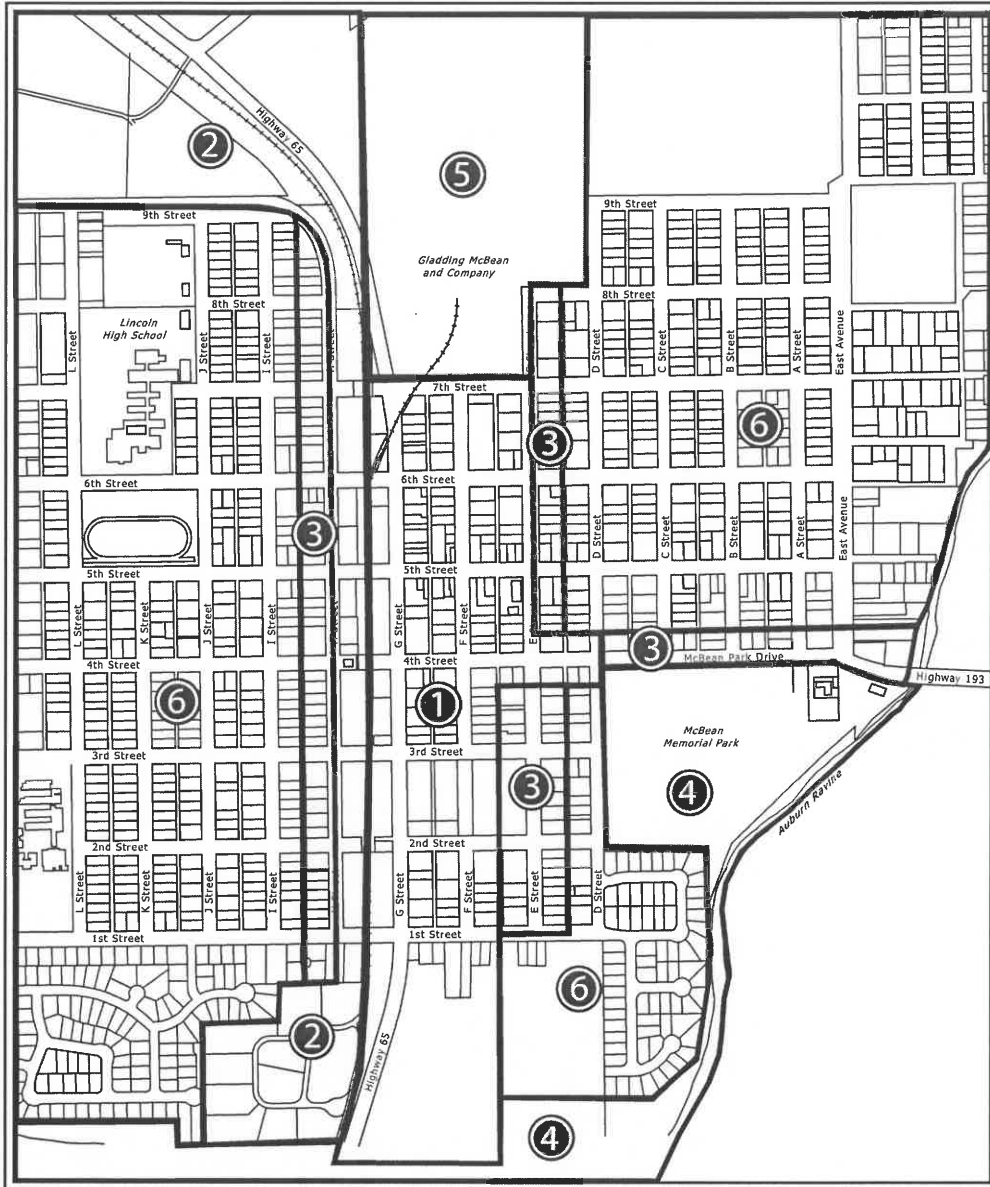 Highway 65
2
5
9th Street
9th Street
Gladding McBean
and Company
8th Street
8th Street
Lincoln
High School
L Street
J Street
I Street
D Street
C Street
B Street
A Street
East Avenue
7th Street
3
6
6th Street
6th Street
3
D Street
C Street
B Street
A Street
East Avenue
5th Street
5th Street
L Street
K Street
J Street
I Street
G Street
F Street
E
4th Street
4th Street
3
McBean Park Drive
Highway 193
6
1
McBean
Memorial Park
3rd Street
3rd Street
3
4
Auburn Ravine
2nd Street
2nd Street
L Street
K Street
J Street
I Street
G Street
F Street
E Street
D Street
1st Street
1st Street
6
2
Highway 65
4